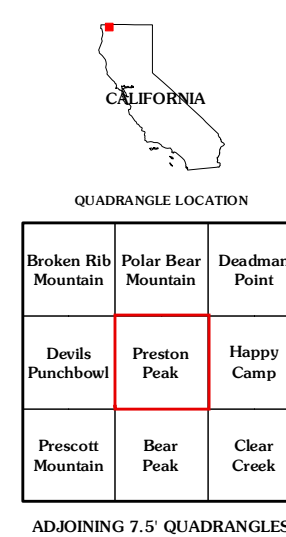 CALIFORNIA
QUADRANGLE LOCATION
Broken Rib Mountain
Polar Bear Mountain
Deadman Point
Devils Punchbowl
Preston Peak
Happy Camp
Prescott Mountain
Bear Peak
Clear Creek
ADJOINING 7.5' QUADRANGLES